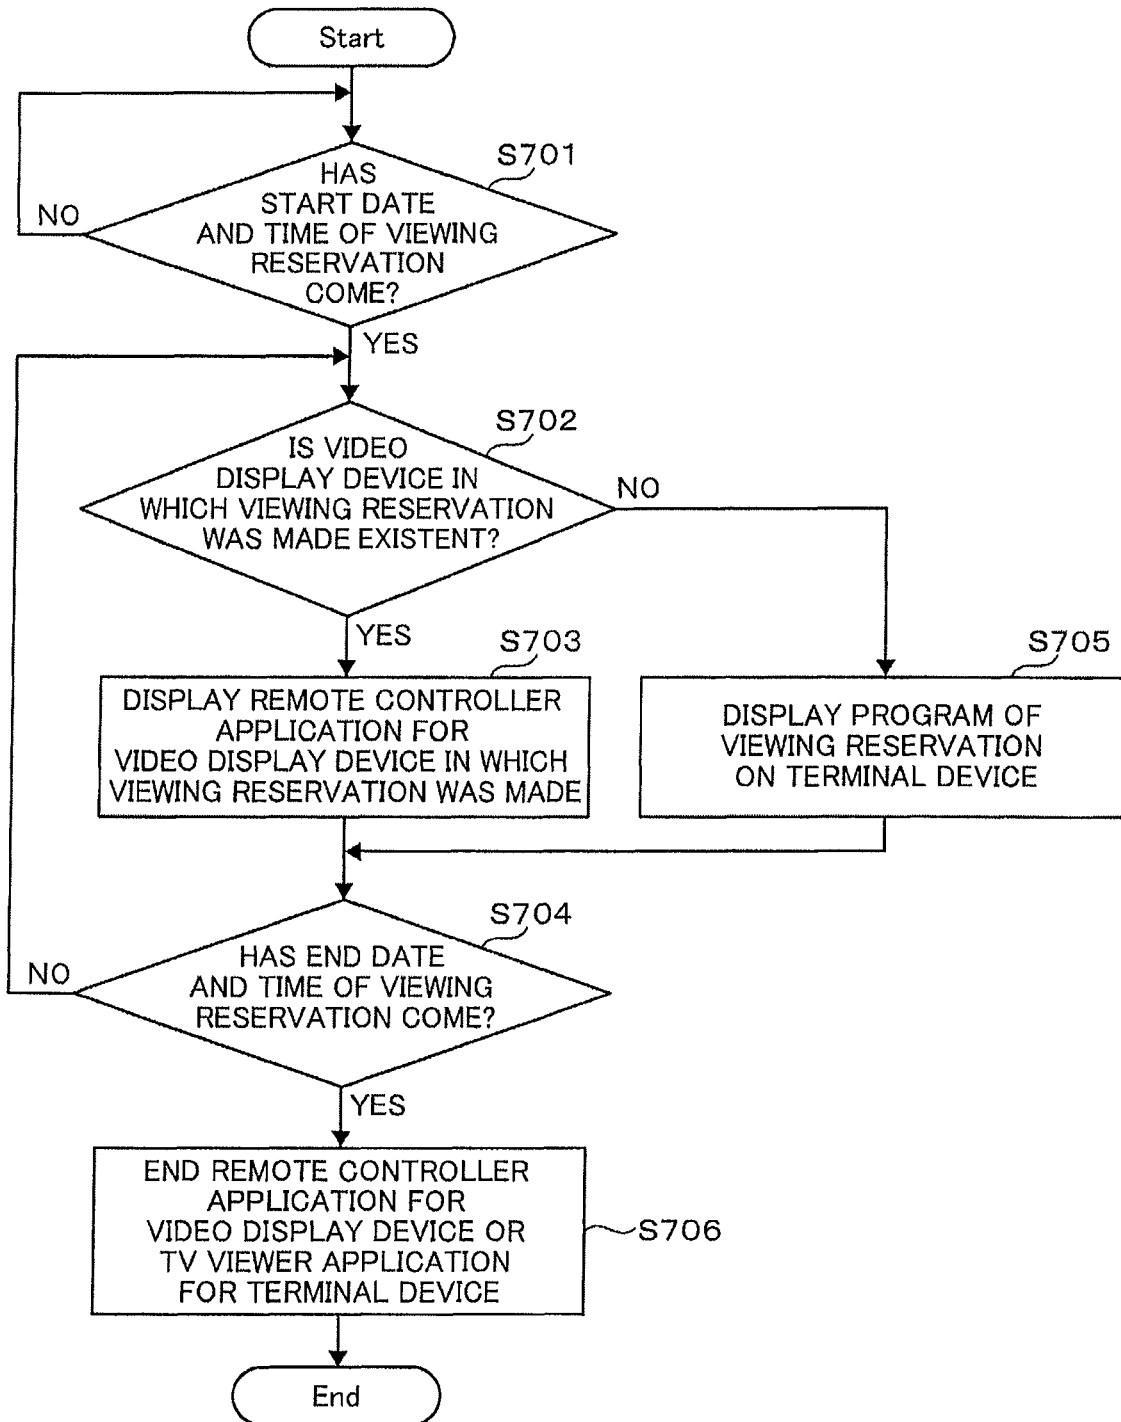 Start
S701
HAS
START DATE
AND TIME OF VIEWING
RESERVATION
COME?
NO
YES
S702
IS VIDEO
DISPLAY DEVICE IN
WHICH VIEWING RESERVATION
WAS MADE EXISTENT?
NO
YES
S703
DISPLAY REMOTE CONTROLLER
APPLICATION FOR
VIDEO DISPLAY DEVICE IN WHICH
VIEWING RESERVATION WAS MADE
S705
DISPLAY PROGRAM OF
VIEWING RESERVATION
ON TERMINAL DEVICE
S704
HAS END DATE
AND TIME OF VIEWING
RESERVATION COME?
NO
YES
END REMOTE CONTROLLER
APPLICATION FOR
VIDEO DISPLAY DEVICE OR
TV VIEWER APPLICATION
FOR TERMINAL DEVICE
S706
End